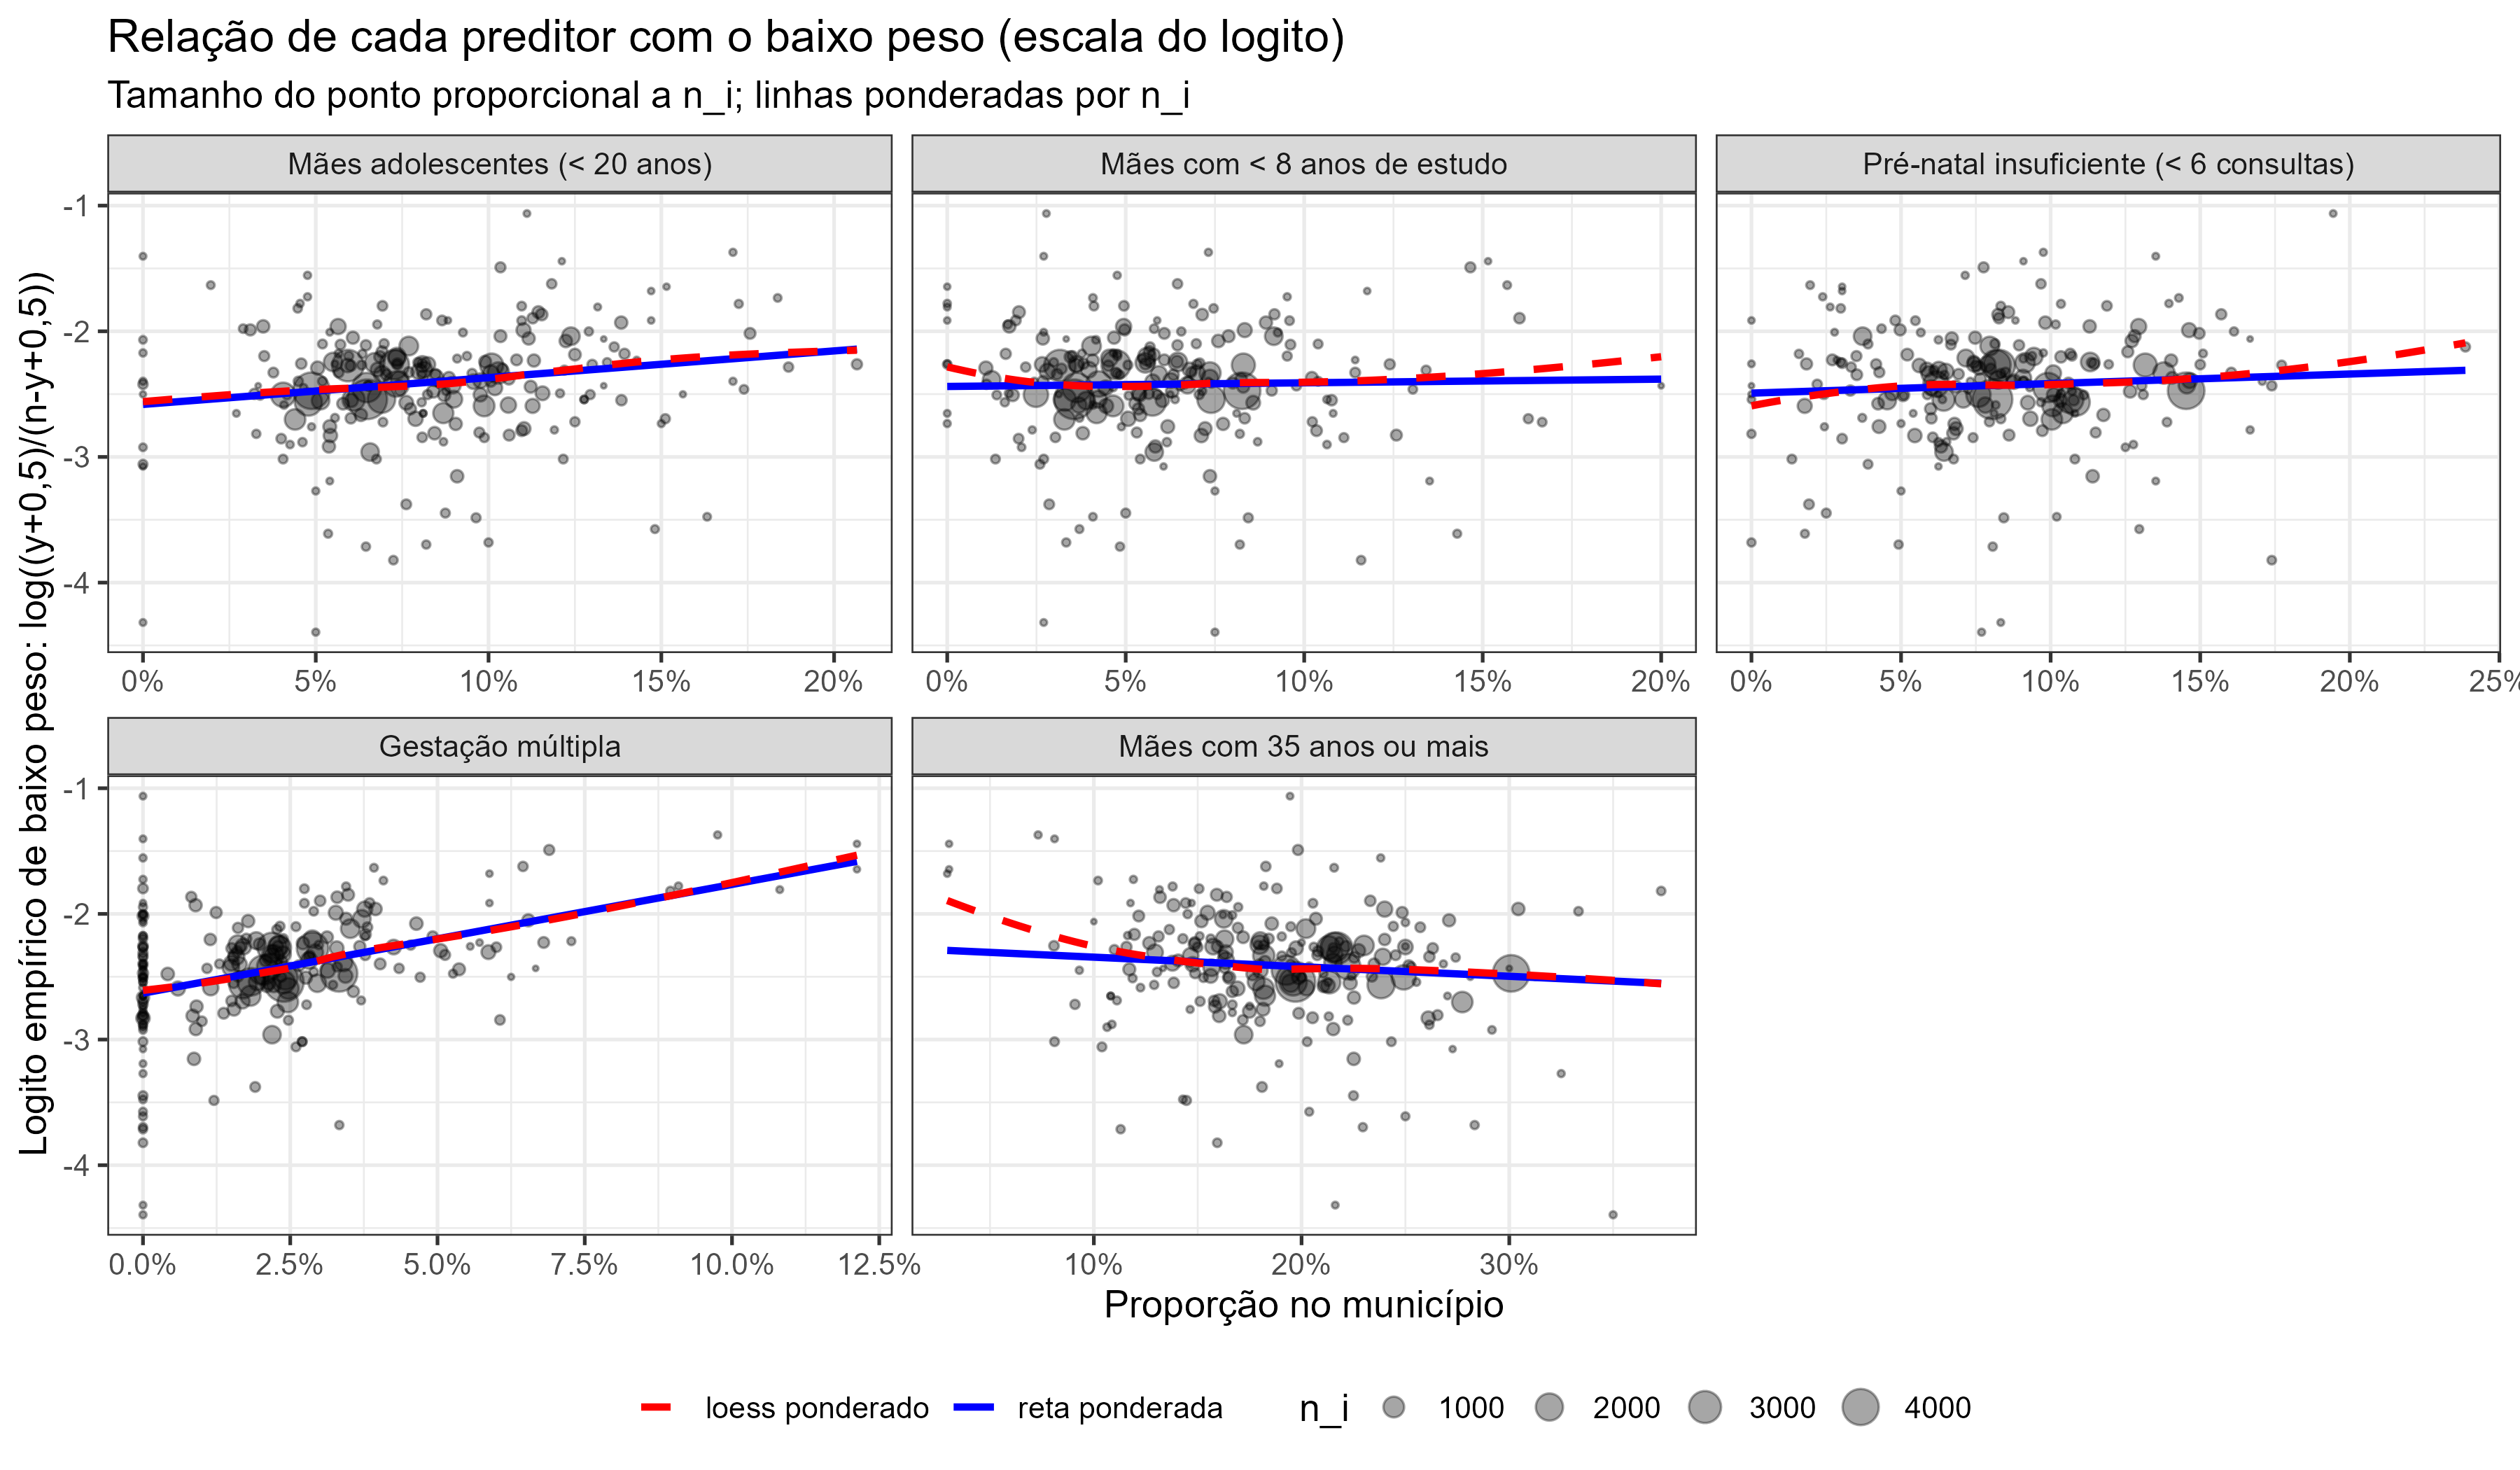 Relação de cada preditor com o baixo peso (escala do logito)
Tamanho do ponto proporcional a n_i; linhas ponderadas por n_i
Logito empírico de baixo peso: log((y+0,5)/(n-y+0,5))
Mães adolescentes (< 20 anos)
Mães com < 8 anos de estudo
Pré-natal insuficiente (< 6 consultas)
-1
-2
-3
-4
0% 5% 10% 15% 20%
0% 5% 10% 15% 20%
0% 5% 10% 15% 20% 25%
Gestação múltipla
Mães com 35 anos ou mais
-1
-2
-3
-4
0.0% 2.5% 5.0% 7.5% 10.0% 12.5%
10% 20% 30%
Proporção no município
loess ponderado reta ponderada n_i 1000 2000 3000 4000